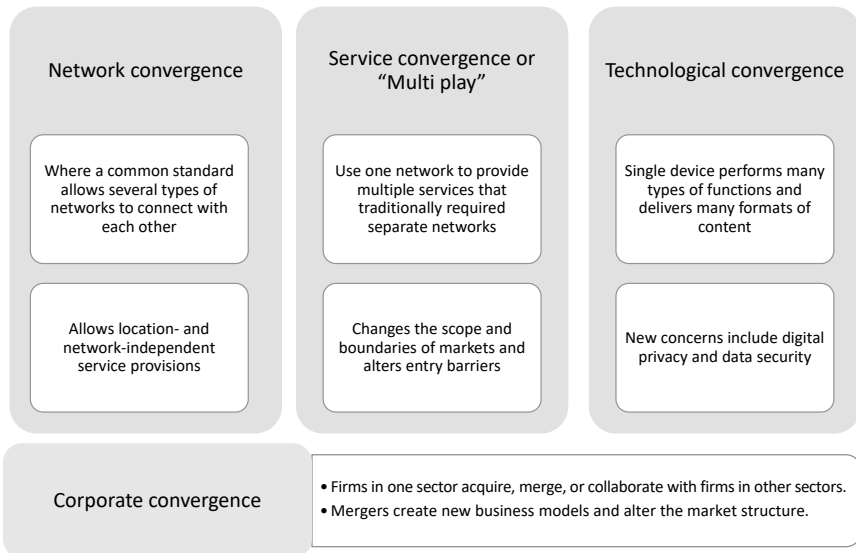 Network convergence
Where a common standard
allows several types of
networks to connect with
each other
Allows location- and
network-independent
service provisions
Service convergence or
“Multi play”
Use one network to provide
multiple services that
traditionally required
separate networks
Changes the scope and
boundaries of markets and
alters entry barriers
Technological convergence
Single device performs many
types of functions and
delivers many formats of
content
New concerns include digital
privacy and data security
Corporate convergence
• Firms in one sector acquire, merge, or collaborate with firms in other sectors.
• Mergers create new business models and alter the market structure.